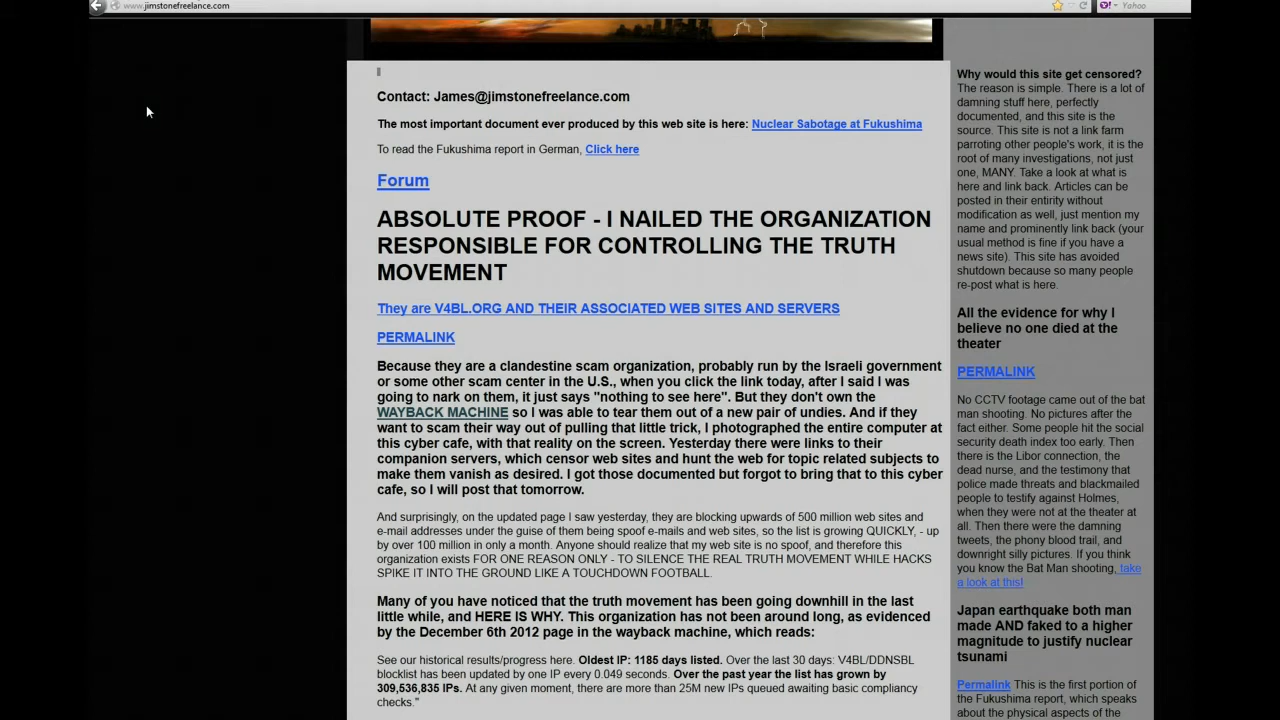 www.jimstonefreelance.com
Yahoo
Contact: James@jimstonefreelance.com
The most important document ever produced by this web site is here: Nuclear Sabotage at Fukushima
To read the Fukushima report in German, Click here
Forum
ABSOLUTE PROOF - I NAILED THE ORGANIZATION
RESPONSIBLE FOR CONTROLLING THE TRUTH
MOVEMENT
They are V4BL.ORG AND THEIR ASSOCIATED WEB SITES AND SERVERS
PERMALINK
Because they are a clandestine scam organization, probably run by the Israeli government
or some other scam center in the U.S., when you click the link today, after I said I was
going to nark on them, it just says "nothing to see here". But they don't own the
WAYBACK MACHINE so I was able to tear them out of a new pair of undies. And if they
want to scam their way out of pulling that little trick, I photographed the entire computer at
this cyber cafe, with that reality on the screen. Yesterday there were links to their
companion servers, which censor web sites and hunt the web for topic related subjects to
make them vanish as desired. I got those documented but forgot to bring that to this cyber
cafe, so I will post that tomorrow.
And surprisingly, on the updated page I saw yesterday, they are blocking upwards of 500 million web sites and
e-mail addresses under the guise of them being spoof e-mails and web sites, so the list is growing QUICKLY, - up
by over 100 million in only a month. Anyone should realize that my web site is no spoof, and therefore this
organization exists FOR ONE REASON ONLY - TO SILENCE THE REAL TRUTH MOVEMENT WHILE HACKS
SPIKE IT INTO THE GROUND LIKE A TOUCHDOWN FOOTBALL.
Many of you have noticed that the truth movement has been going downhill in the last
little while, and HERE IS WHY. This organization has not been around long, as evidenced
by the December 6th 2012 page in the wayback machine, which reads:
See our historical results/progress here. Oldest IP: 1185 days listed. Over the last 30 days: V4BL/DDNSBL
blocklist has been updated by one IP every 0.049 seconds. Over the past year the list has grown by
309,536,835 IPs. At any given moment, there are more than 25M new IPs queued awaiting basic compliancy
checks."
Why would this site get censored?
The reason is simple. There is a lot of
damning stuff here, perfectly
documented, and this site is the
source. This site is not a link farm
parroting other people's work, it is the
root of many investigations, not just
one, MANY. Take a look at what is
here and link back. Articles can be
posted in their entirity without
modification as well, just mention my
name and prominently link back (your
usual method is fine if you have a
news site). This site has avoided
shutdown because so many people
re-post what is here.
All the evidence for why I
believe no one died at the
theater
PERMALINK
No CCTV footage came out of the bat
man shooting. No pictures after the
fact either. Some people hit the social
security death index too early. Then
there is the Libor connection, the
dead nurse, and the testimony that
police made threats and blackmailed
people to testify against Holmes,
when they were not at the theater at
all. Then there were the damning
tweets, the phony blood trail, and
downright silly pictures. If you think
you know the Bat Man shooting, take
a look at this!
Japan earthquake both man
made AND faked to a higher
magnitude to justify nuclear
tsunami
Permalink This is the first portion of
the Fukushima report, which speaks
about the physical aspects of the